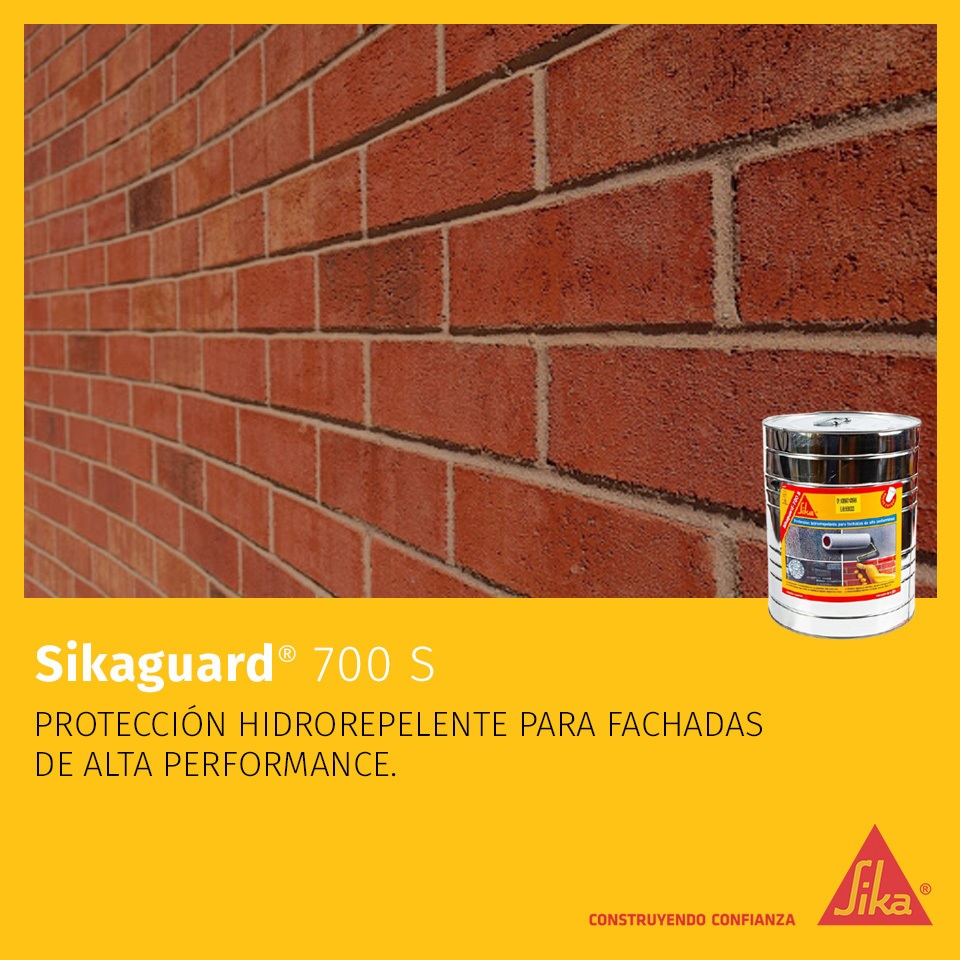 Sika
Sikaguard® 700 S
PROTECCIÓN HIDROREPELENTE PARA FACHADAS
DE ALTA PERFORMANCE.
CONSTRUYENDO CONFIANZA
Sika®